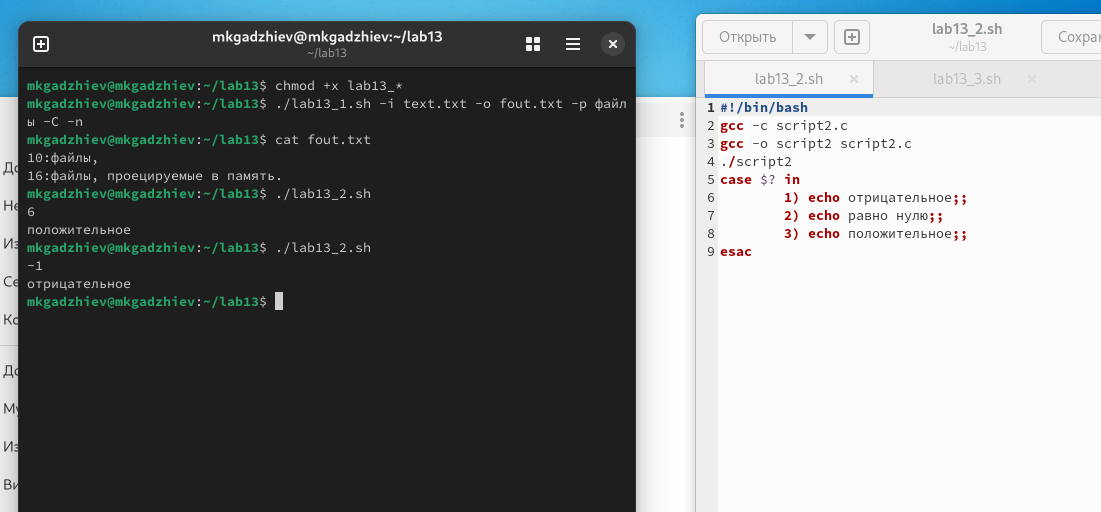 mkgadzhiev@mkgadzhiev:~/lab13
~/lab13
mkgadzhiev@mkgadzhiev:~/lab13$ chmod +x lab13_*
mkgadzhiev@mkgadzhiev:~/lab13$ ./lab13_1.sh -i text.txt -o fout.txt -p файл
ы -C -n
mkgadzhiev@mkgadzhiev:~/lab13$ cat fout.txt
10:файлы,
16:файлы, проецируемые в память.
mkgadzhiev@mkgadzhiev:~/lab13$ ./lab13_2.sh
6
положительное
mkgadzhiev@mkgadzhiev:~/lab13$ ./lab13_2.sh
-1
отрицательное
mkgadzhiev@mkgadzhiev:~/lab13$
Открыть
lab13_2.sh
~/lab13
Сохран
lab13_2.sh ×
lab13_3.sh ×
1 #!/bin/bash
2 gcc -c script2.c
3 gcc -o script2 script2.c
4 ./script2
5 case $? in
6 1) echo отрицательное;;
7 2) echo равно нулю;;
8 3) echo положительное;;
9 esac
До
Не
Из
Се
Ко
До
Му
Из
Ви